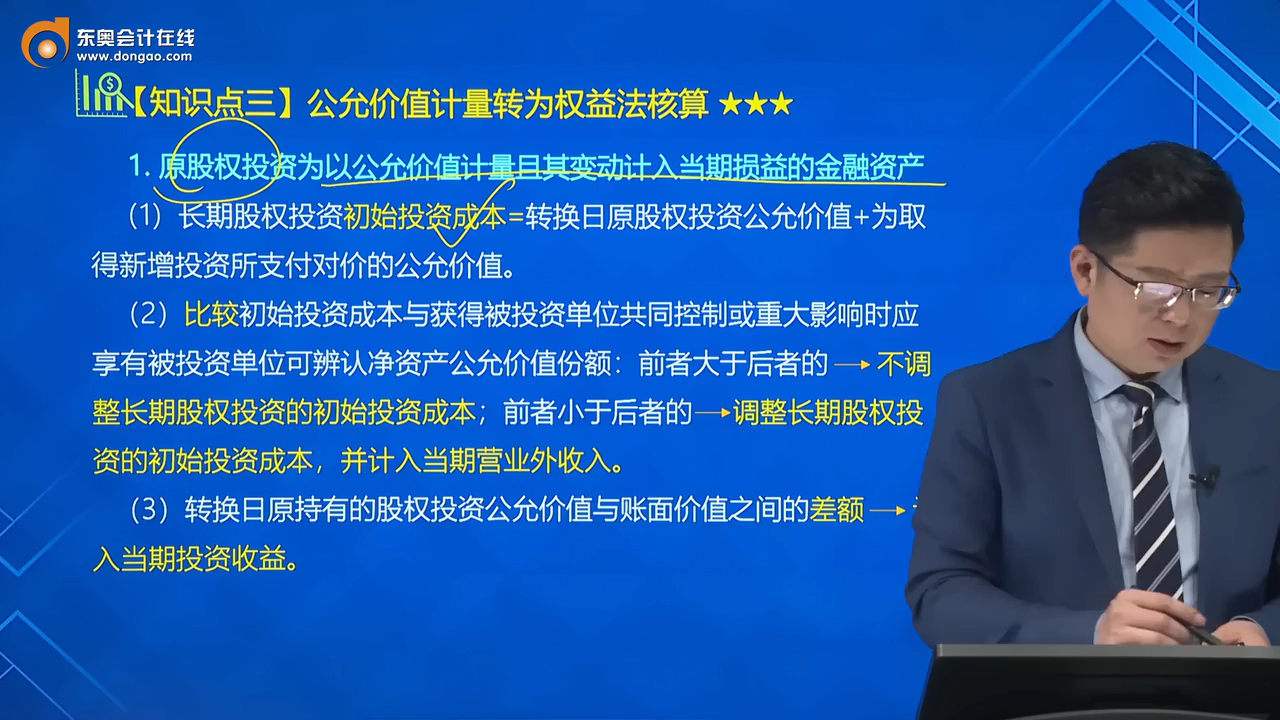 东奥会计在线
www.dongao.com
【知识点三】公允价值计量转为权益法核算 ★★★
1. 原股权投资为以公允价值计量且其变动计入当期损益的金融资产
（1）长期股权投资初始投资成本=转换日原股权投资公允价值+为取
得新增投资所支付对价的公允价值。
（2）比较初始投资成本与获得被投资单位共同控制或重大影响时应
享有被投资单位可辨认净资产公允价值份额：前者大于后者的→不调
整长期股权投资的初始投资成本；前者小于后者的→调整长期股权投
资的初始投资成本，并计入当期营业外收入。
（3）转换日原持有的股权投资公允价值与账面价值之间的差额→
入当期投资收益。